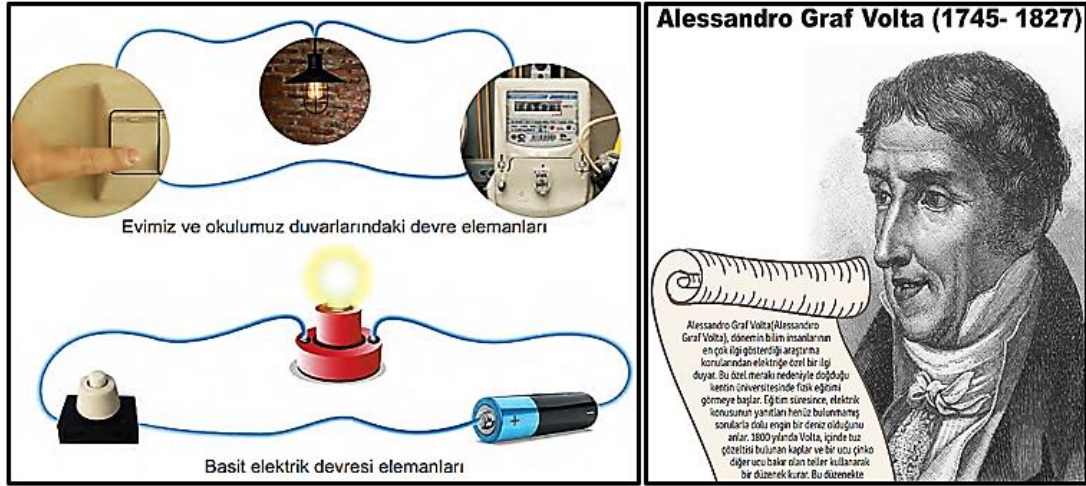 Evimiz ve okulumuz duvarlarındaki devre elemanları
Basit elektrik devresi elemanları
Alessandro Graf Volta (1745- 1827)
Alessandro Graf Volta(Alessandro
Graf Volta), dönemin bilim insanlarının
en çok ilgi gösterdiği araştırma
konularından elektriğe özel bir ilgi
duyar. Bu özel merakı nedeniyle doğduğu
kentin üniversitesinde fizik eğitimi
görmeye başlar. Eğitim süresince, elektrik
konusunun yanıtları henüz bulunmamış
sorularla dolu engin bir deniz olduğunu
anlar. 1800 yılında Volta, içinde tuz
çözeltisi bulunan kaplar ve bir ucu çinko
diğer ucu bakır olan teller kullanarak
bir düzenek kurar. Bu düzenekte